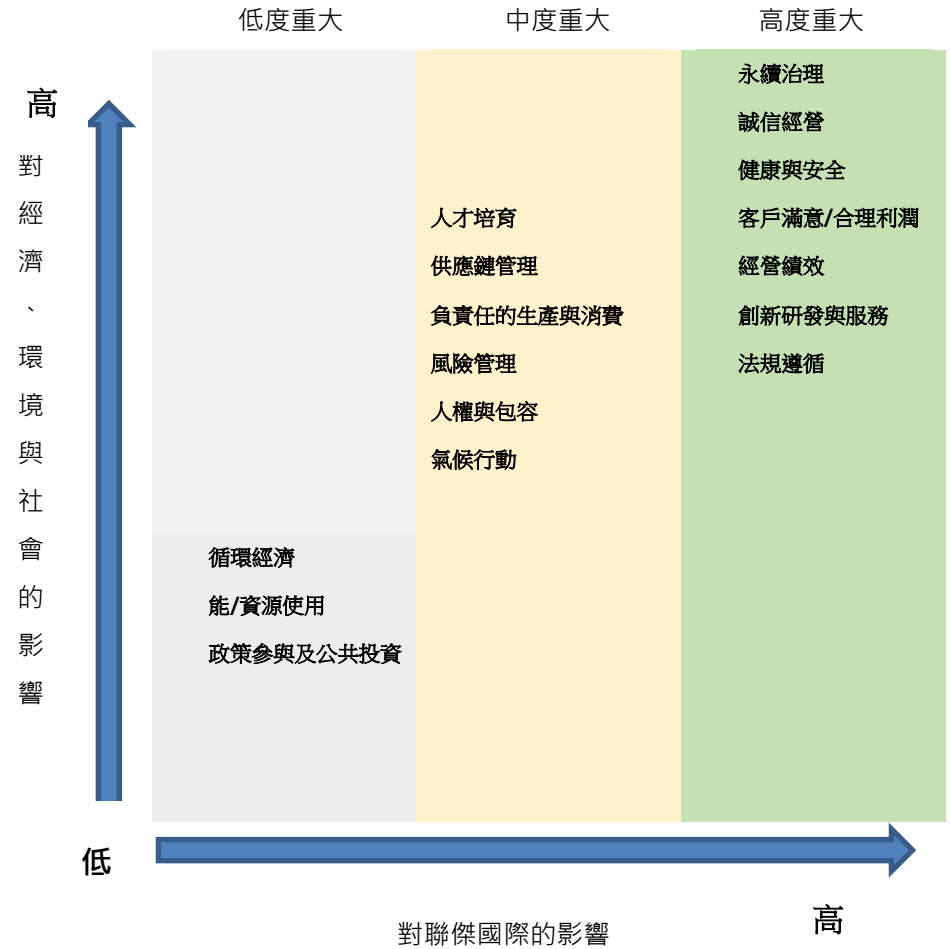 低度重大
中度重大
高度重大
高
對經濟、環境與社會的影響
永續治理
誠信經營
健康與安全
客戶滿意/合理利潤
經營績效
創新研發與服務
法規遵循
人才培育
供應鏈管理
負責任的生產與消費
風險管理
人權與包容
氣候行動
循環經濟
能/資源使用
政策參與及公共投資
低
高
對聯傑國際的影響